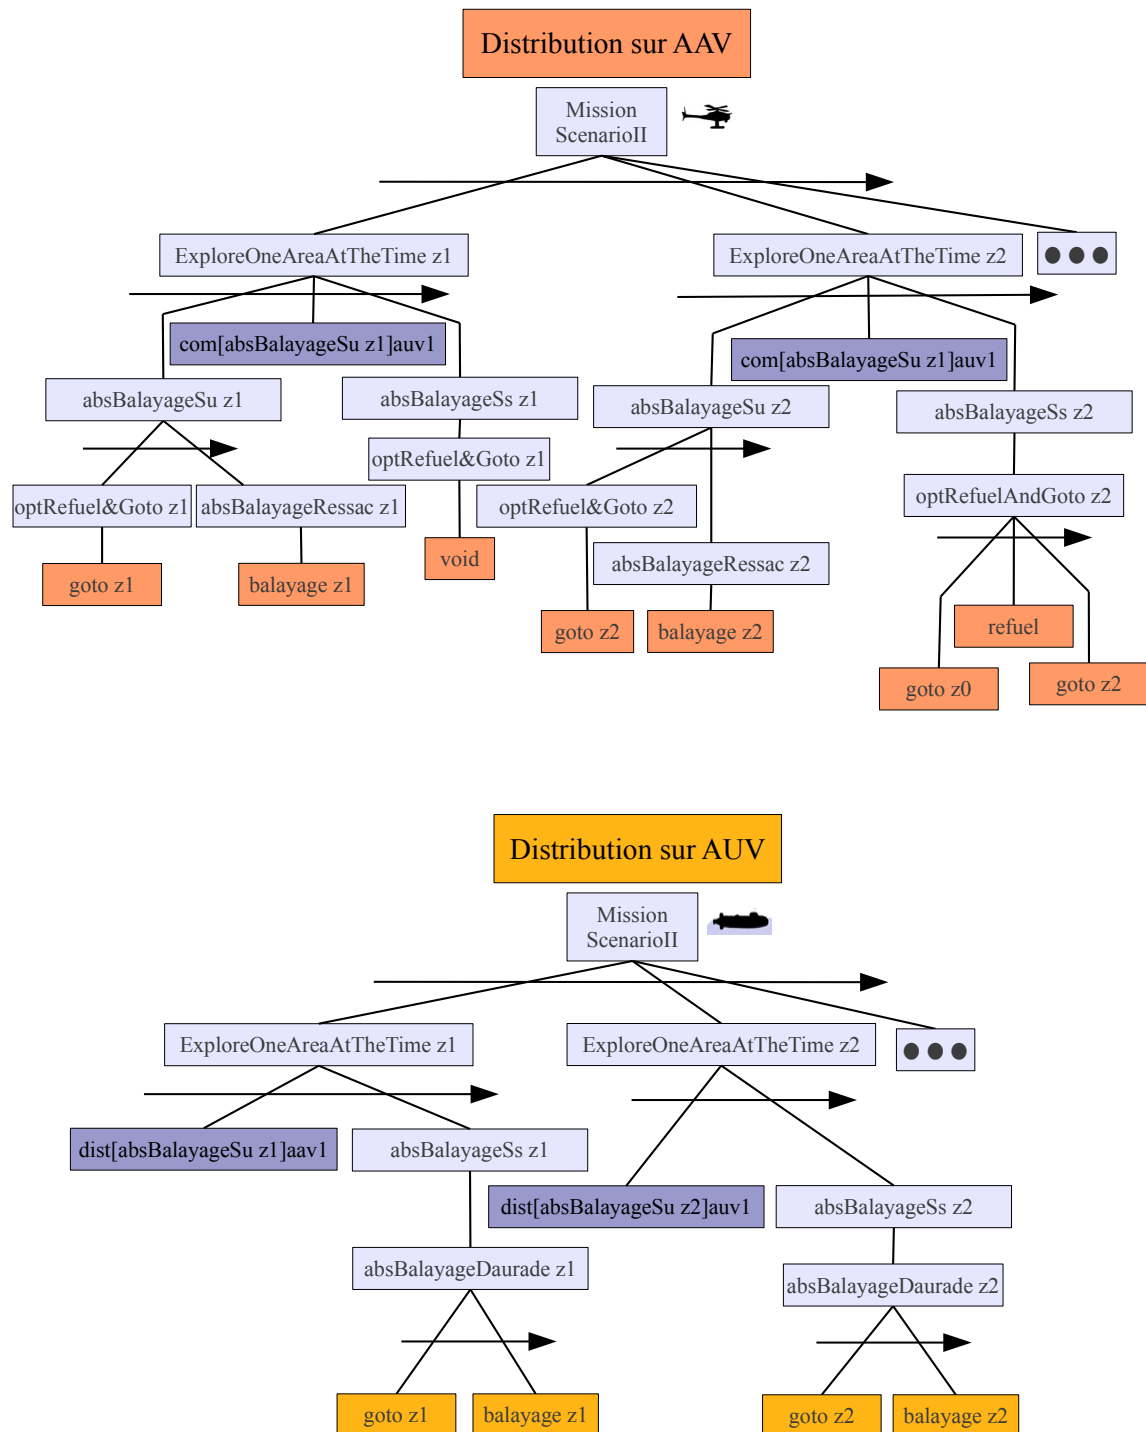 Distribution sur AAV
Mission
ScenarioII
ExploreOneAreaAtTheTime z1
ExploreOneAreaAtTheTime z2
com[absBalayageSu z1]auv1
com[absBalayageSu z1]auv1
absBalayageSu z1
absBalayageSs z1
absBalayageSu z2
absBalayageSs z2
optRefuel&Goto z1
optRefuel&Goto z1
absBalayageRessac z1
optRefuel&Goto z2
optRefuelAndGoto z2
void
absBalayageRessac z2
goto z1
balayage z1
goto z2
balayage z2
refuel
goto z0
goto z2
Distribution sur AUV
Mission
ScenarioII
ExploreOneAreaAtTheTime z1
ExploreOneAreaAtTheTime z2
dist[absBalayageSu z1]aav1
absBalayageSs z1
dist[absBalayageSu z2]auv1
absBalayageSs z2
absBalayageDaurade z1
absBalayageDaurade z2
goto z1
balayage z1
goto z2
balayage z2